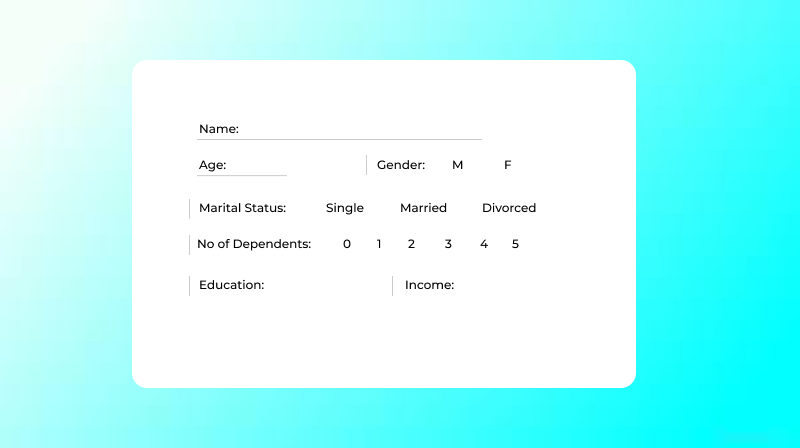 Name:
Age: Gender: M F
Marital Status: Single Married Divorced
No of Dependents: 0 1 2 3 4 5
Education: Income: